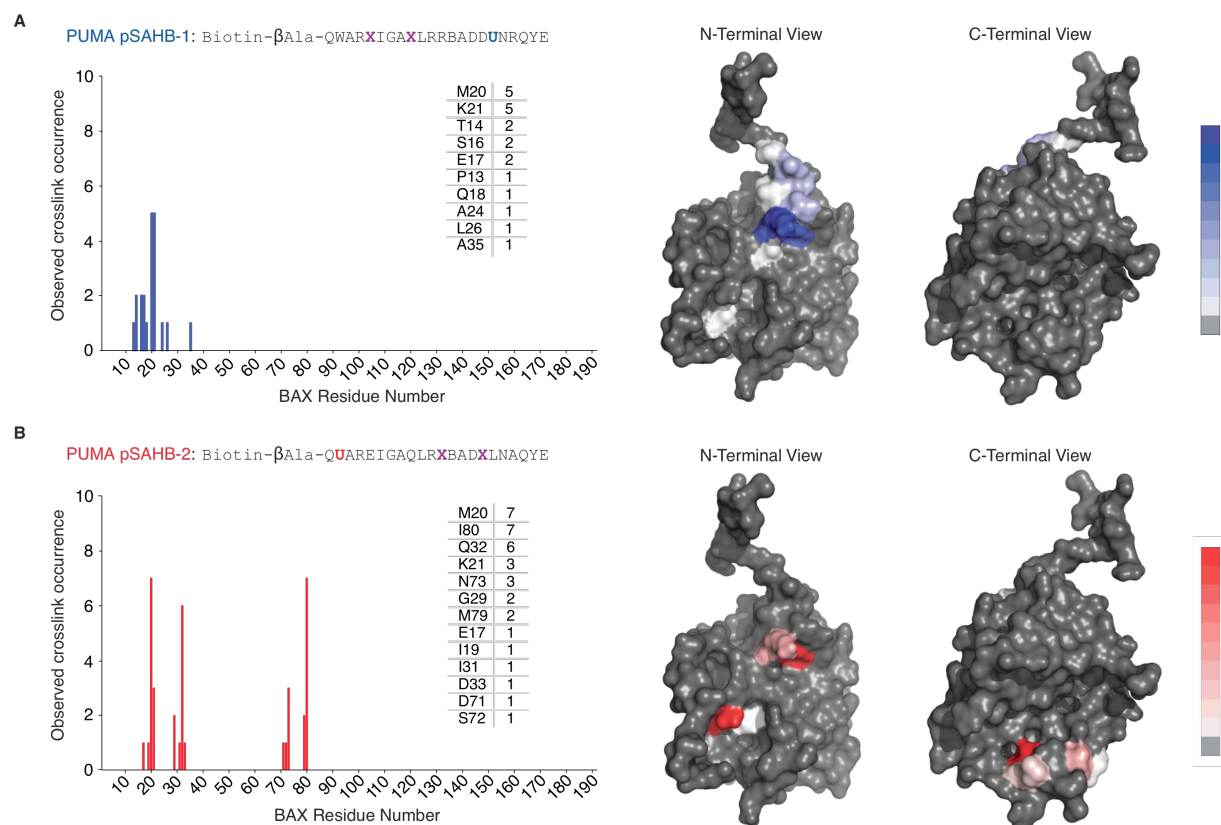 A
PUMA pSAHB-1: Biotin-βAla-QWARXIGAXLRRBADDUNRQYE
N-Terminal View
C-Terminal View
Observed crosslink occurrence
10
8
6
4
2
0
10 20 30 40 50 60 70 80 90 100 110 120 130 140 150 160 170 180 190
BAX Residue Number
M20 5
K21 5
T14 2
S16 2
E17 2
P13 1
Q18 1
A24 1
L26 1
A35 1
B
PUMA pSAHB-2: Biotin-βAla-QUAREIGAQLRXBADXLNAQYE
N-Terminal View
C-Terminal View
Observed crosslink occurrence
10
8
6
4
2
0
10 20 30 40 50 60 70 80 90 100 110 120 130 140 150 160 170 180 190
BAX Residue Number
M20 7
I80 7
Q32 6
K21 3
N73 3
G29 2
M79 2
E17 1
I19 1
I31 1
D33 1
D71 1
S72 1